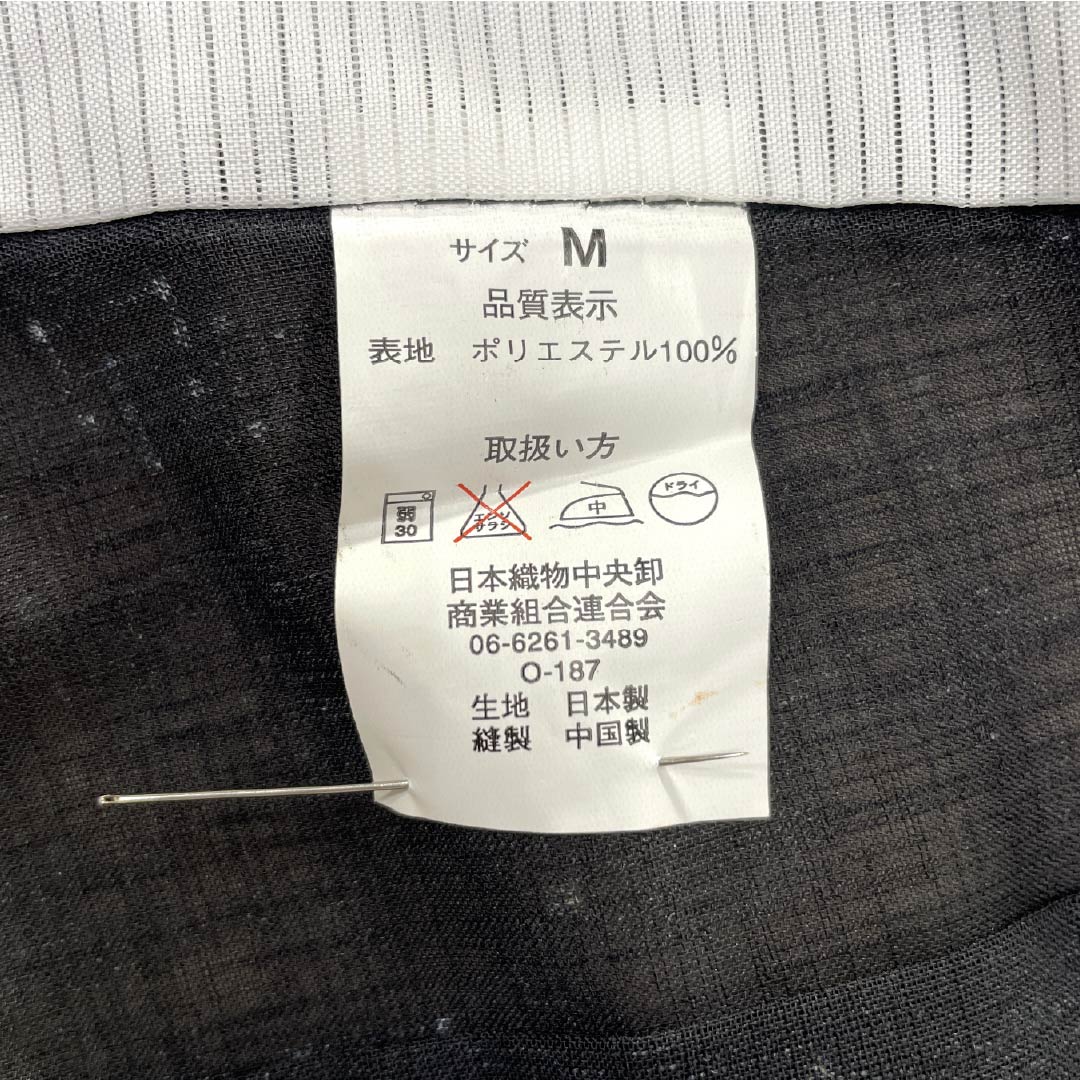 サイズ M
品質表示
表地 ポリエステル100%
取扱い方
弱
30
エンソ
サラシ
中
ドライ
日本織物中央卸
商業組合連合会
06-6261-3489
O-187
生地 日本製
縫製 中国製